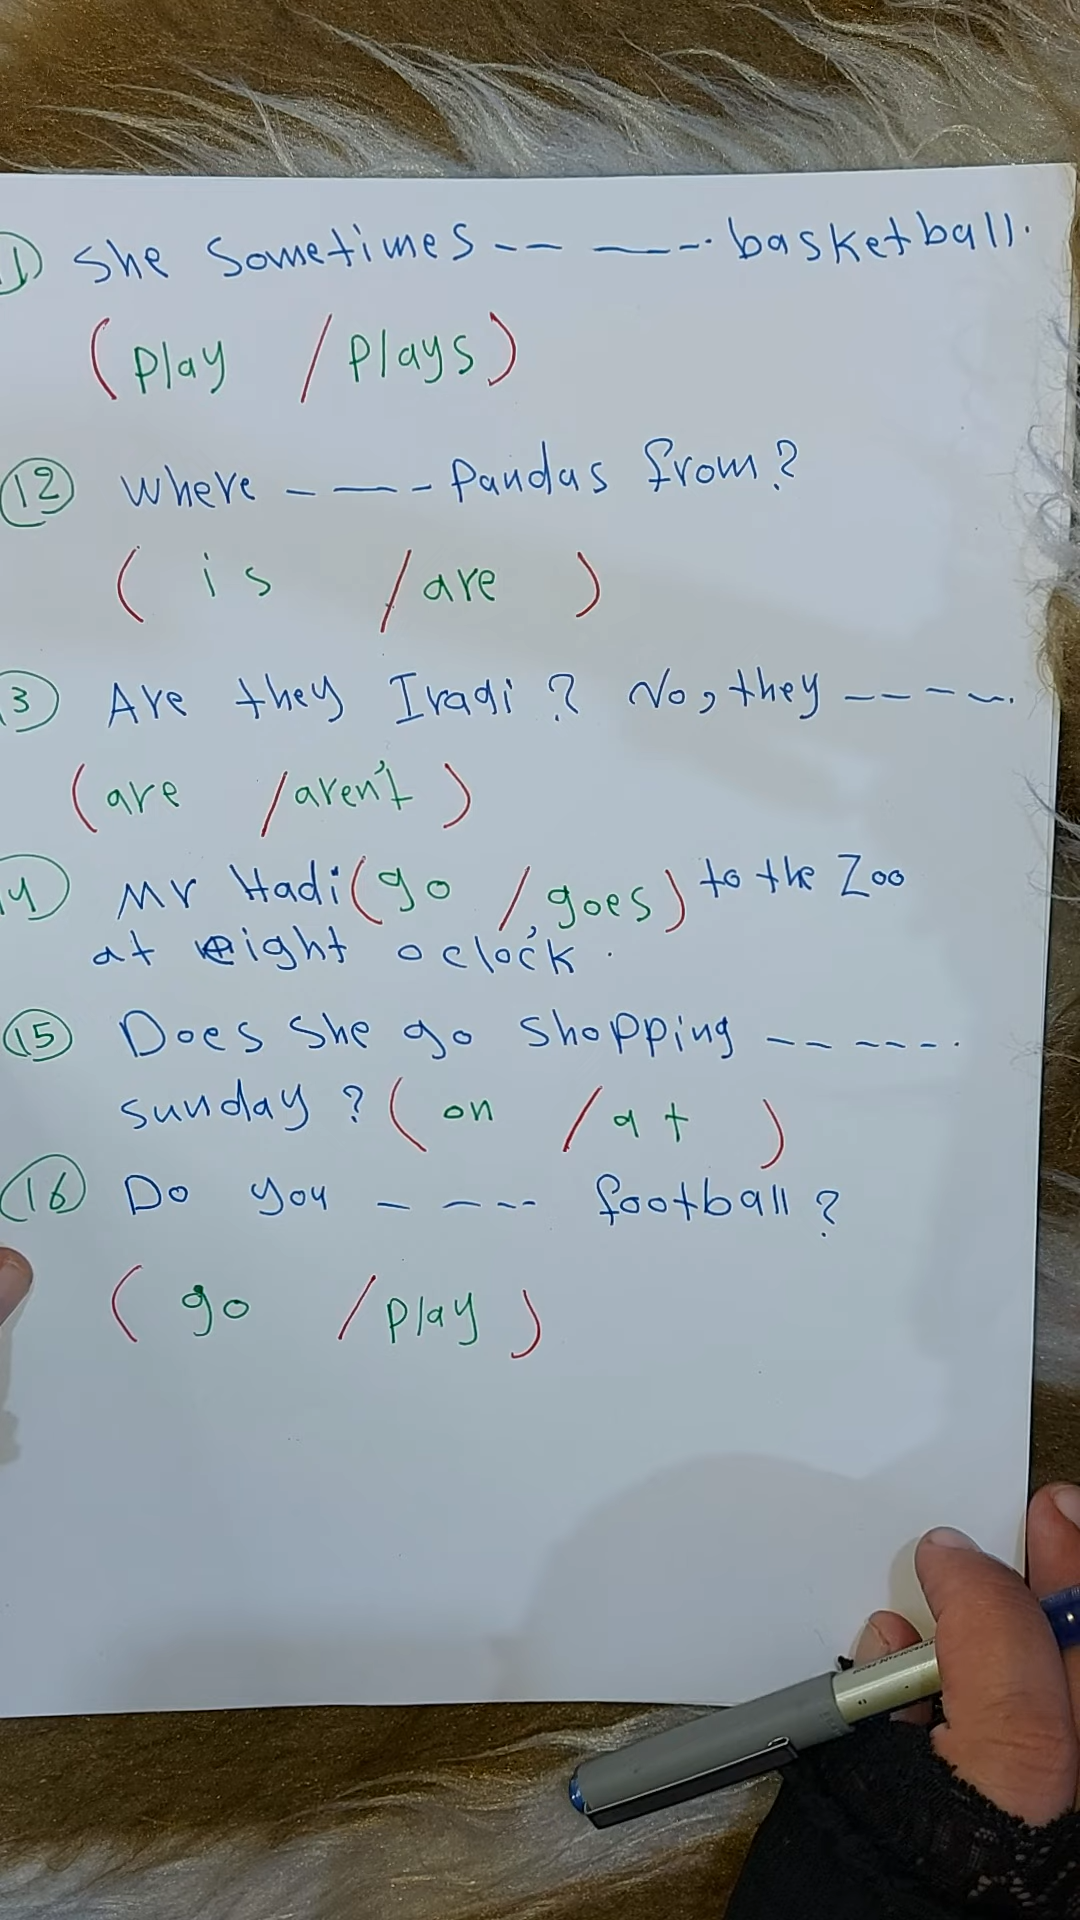 11) She Sometimes -- ---. basketball.
(play / plays)
12 Where ---- Pandas from?
( is / are )
3 Are they Iraqi? No, they ----.
(are / aren't )
14 Mr Hadi (go / goes) to the Zoo
at eight o'clock.
15 Does She go Shopping ------.
sunday? ( on / at )
16 Do you ---- football?
( go / play )